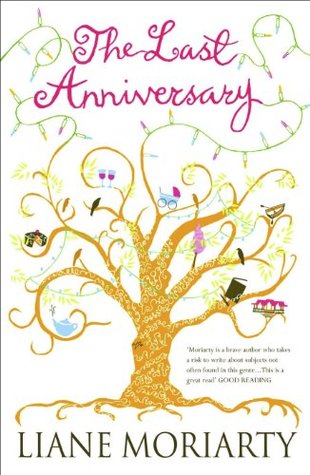 The Last
Anniversary
'Moriarty is a brave author who takes
a risk to write about subjects not
often found in this genre...This is a
great read' GOOD READING
LIANE MORIARTY